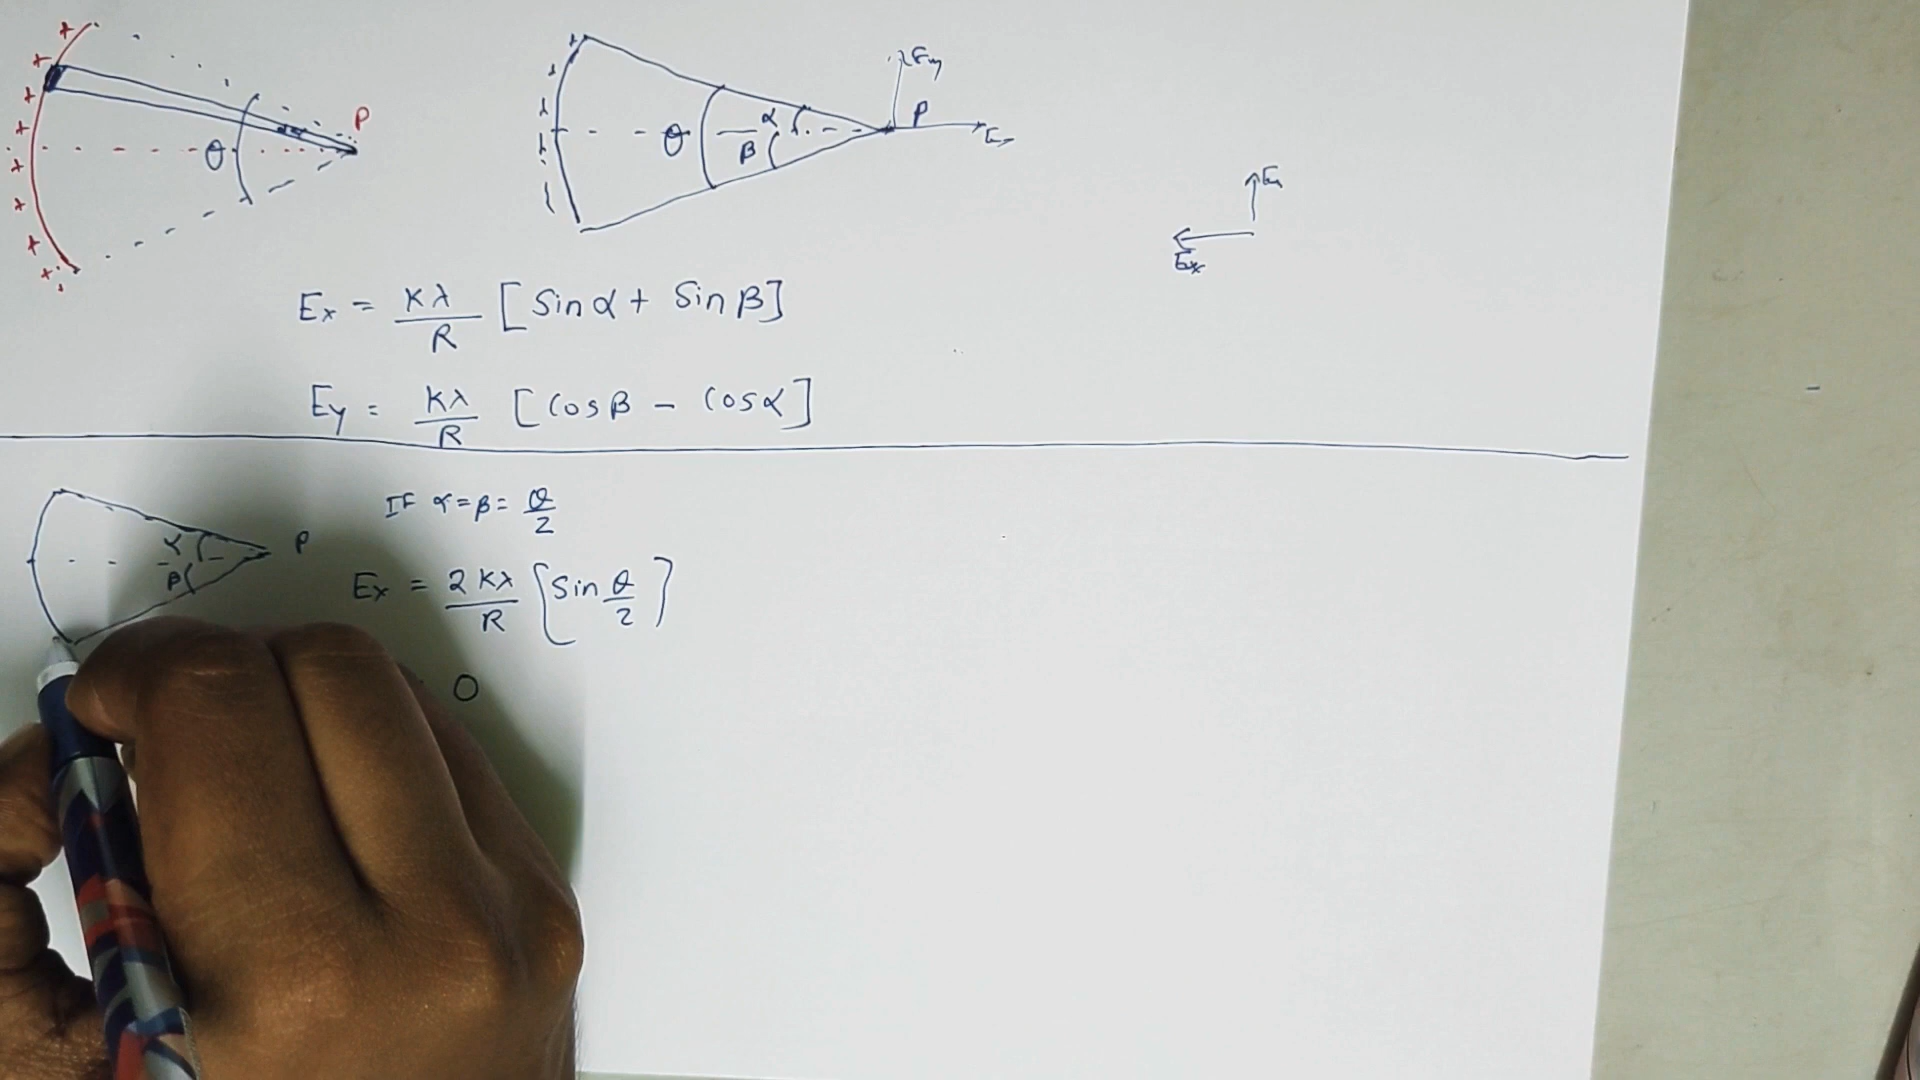 P
θ
Ey
P
α
θ
β
Ex
Ey
Ex
Ex = Kλ/R [Sin α + Sin β]
Ey = Kλ/R [Cos β - Cos α]
IF α = β = θ/2
α
P
β
Ex = 2Kλ/R [Sin θ/2]
0